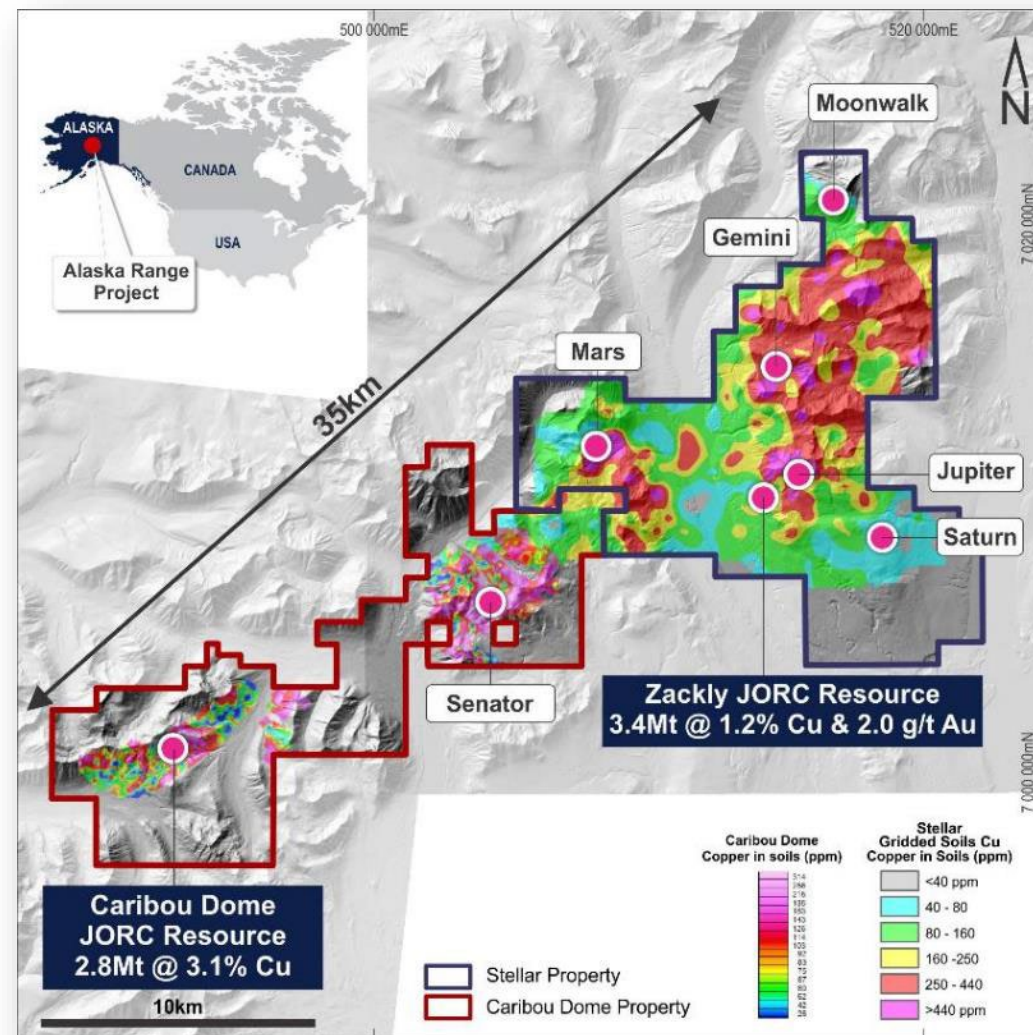 500 000mE
520 000mE
N
ALASKA
CANADA
USA
Alaska Range
Project
Moonwalk
7 020 000mN
Gemini
Mars
35km
Jupiter
Saturn
Senator
Zackly JORC Resource
3.4Mt @ 1.2% Cu & 2.0 g/t Au
7 000 000mN
Caribou Dome
JORC Resource
2.8Mt @ 3.1% Cu
10km
Stellar Property
Caribou Dome Property
Caribou Dome
Copper in soils (ppm)
314
Stellar
Gridded Soils Cu
Copper in Soils (ppm)
<40 ppm
40 - 80
80 - 160
160 -250
250 - 440
>440 ppm